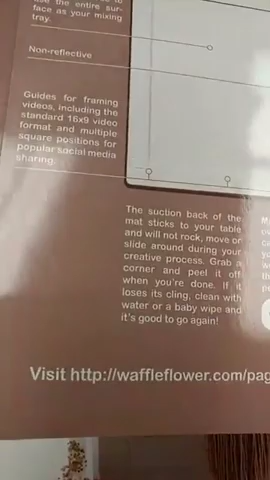 use the entire sur-
face as your mixing
tray.
Non-reflective
Guides for framing
videos, including the
standard 16x9 video
format and multiple
square positions for
popular social media
sharing.
The suction back of the
mat sticks to your table
and will not rock, move or
slide around during your
creative process. Grab a
corner and peel it off
when you're done. If it
loses its cling, clean with
water or a baby wipe and
it's good to go again!
Visit http://waffleflower.com/pag